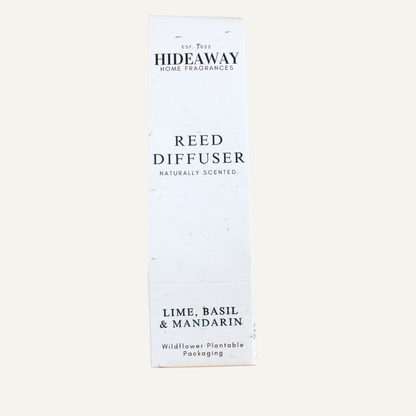 EST. 2022
HIDEAWAY
HOME FRAGRANCES
REED
DIFFUSER
NATURALLY SCENTED.
LIME, BASIL
& MANDARIN
Wildflower Plantable
Packaging